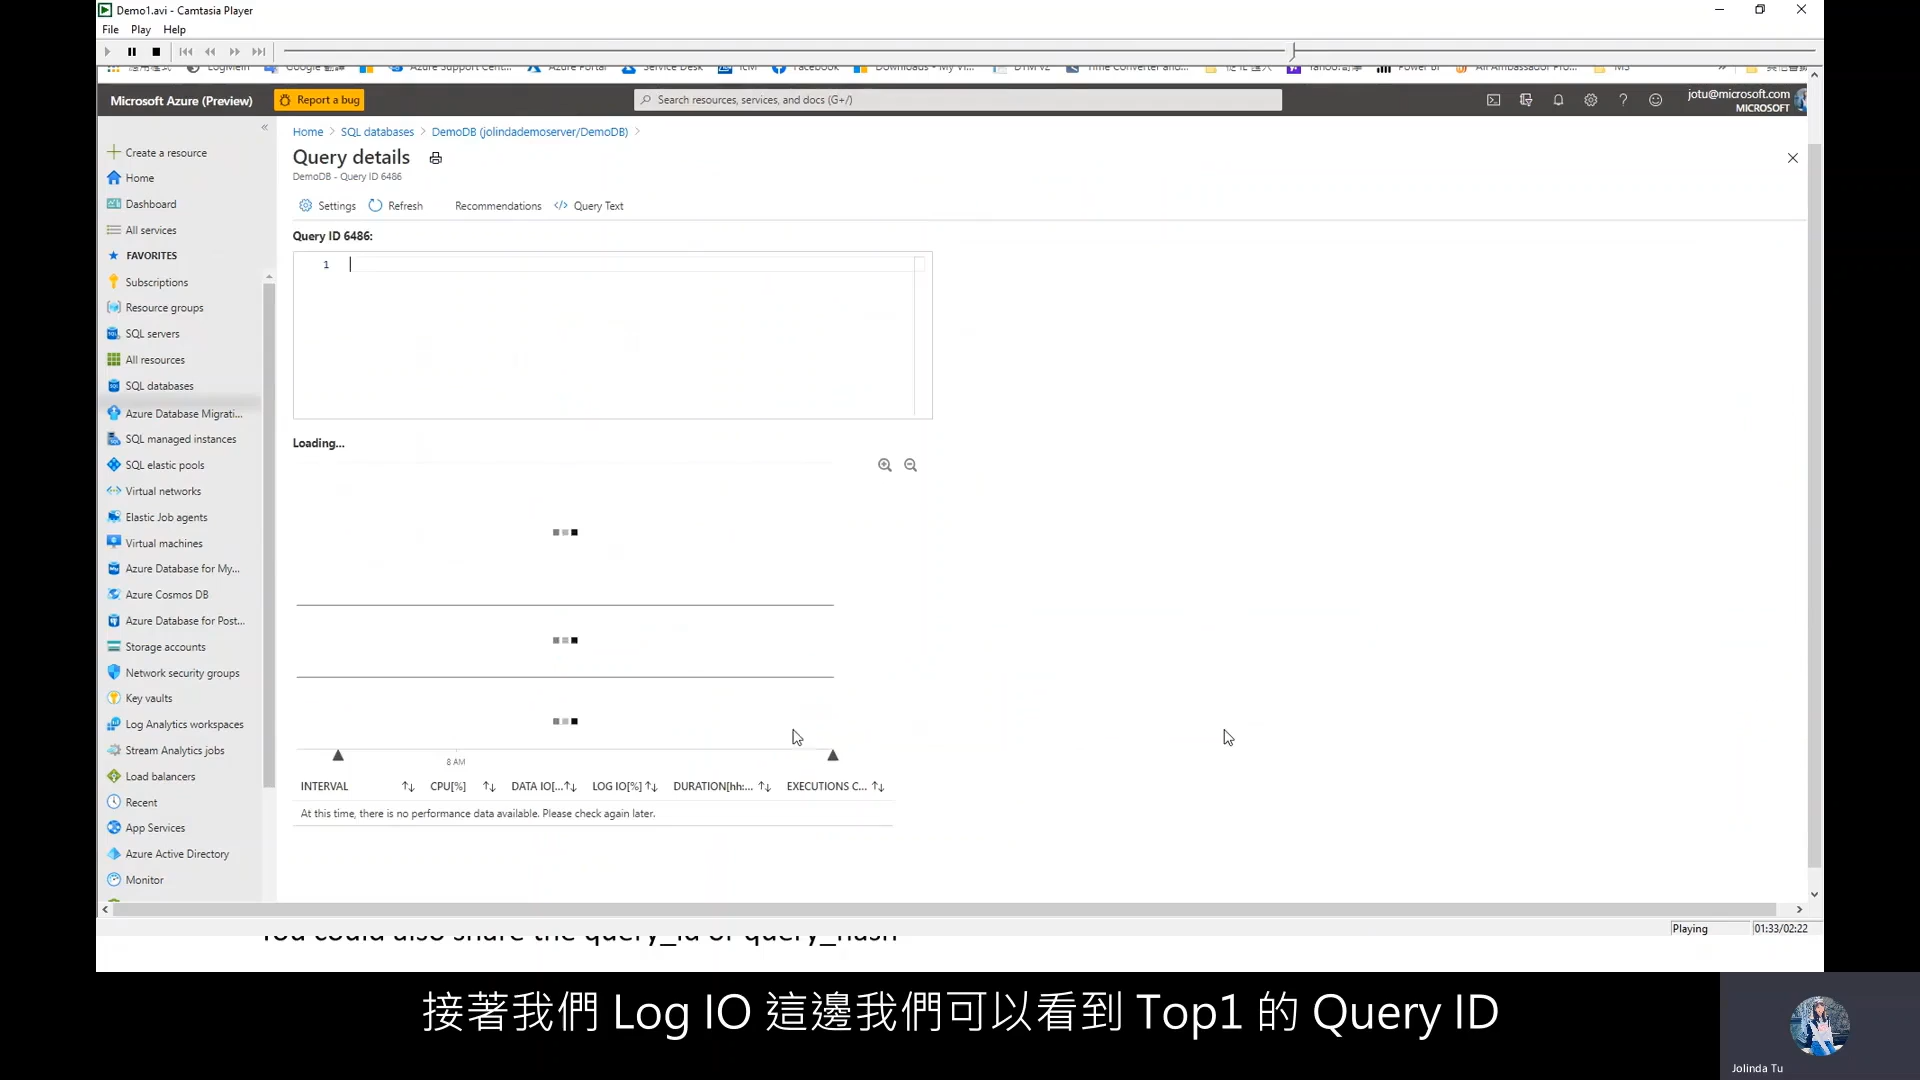 Demo1.avi - Camtasia Player
File Play Help
Microsoft Azure (Preview)
Report a bug
Search resources, services, and docs (G+/)
jotu@microsoft.com
MICROSOFT
Home > SQL databases > DemoDB (jolindademoserver/DemoDB) >
Query details
DemoDB - Query ID 6486
Settings Refresh Recommendations Query Text
Query ID 6486:
1
Loading...
8 AM
INTERVAL CPU[%] DATA IO[... LOG IO[%] DURATION[hh:... EXECUTIONS C...
At this time, there is no performance data available. Please check again later.
Create a resource
Home
Dashboard
All services
FAVORITES
Subscriptions
Resource groups
SQL servers
All resources
SQL databases
Azure Database Migrati...
SQL managed instances
SQL elastic pools
Virtual networks
Elastic Job agents
Virtual machines
Azure Database for My...
Azure Cosmos DB
Azure Database for Post...
Storage accounts
Network security groups
Key vaults
Log Analytics workspaces
Stream Analytics jobs
Load balancers
Recent
App Services
Azure Active Directory
Monitor
Playing
01:33/02:22
You could also share the query_id or query_hash
接著我們 Log IO 這邊我們可以看到 Top1 的 Query ID
Jolinda Tu